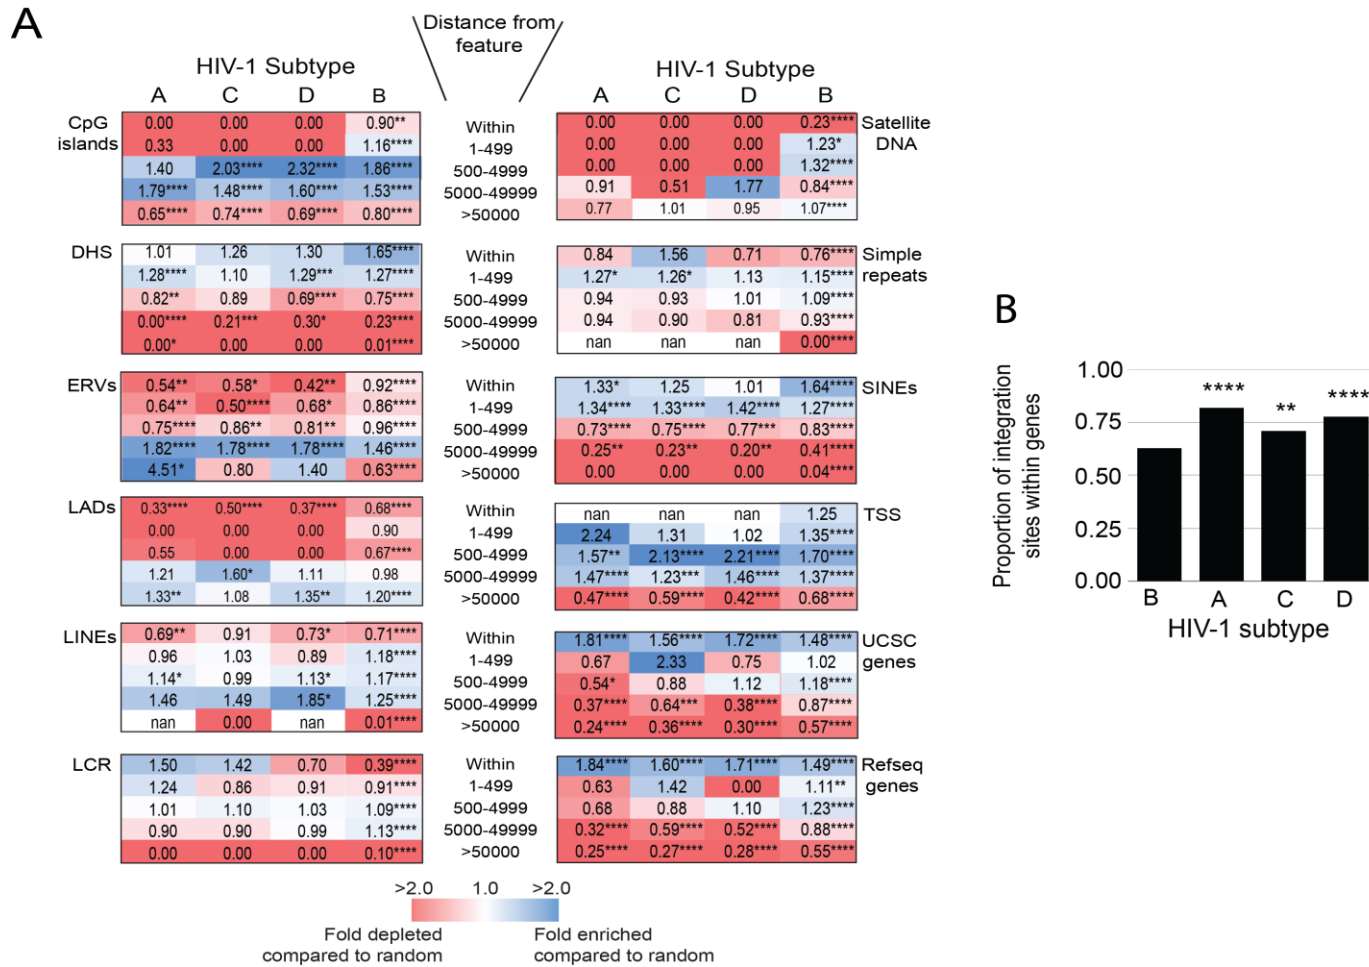 A
Distance from
feature
HIV-1 Subtype
A C D B
CpG
islands
0.00 0.00 0.00 0.90**
0.33 0.00 0.00 1.16****
1.40 2.03**** 2.32**** 1.86****
1.79**** 1.48**** 1.60**** 1.53****
0.65**** 0.74**** 0.69**** 0.80****
Within
1-499
500-4999
5000-49999
>50000
HIV-1 Subtype
A C D B
0.00 0.00 0.00 0.23****
0.00 0.00 0.00 1.23*
0.00 0.00 0.00 1.32****
0.91 0.51 1.77 0.84****
0.77 1.01 0.95 1.07****
Satellite
DNA
DHS
1.01 1.26 1.30 1.65****
1.28**** 1.10 1.29*** 1.27****
0.82** 0.89 0.69**** 0.75****
0.00**** 0.21*** 0.30* 0.23****
0.00* 0.00 0.00 0.01****
Within
1-499
500-4999
5000-49999
>50000
0.84 1.56 0.71 0.76****
1.27* 1.26* 1.13 1.15****
0.94 0.93 1.01 1.09****
0.94 0.90 0.81 0.93****
nan nan nan 0.00****
Simple
repeats
ERVs
0.54** 0.58* 0.42** 0.92****
0.64** 0.50**** 0.68* 0.86****
0.75**** 0.86** 0.81** 0.96****
1.82**** 1.78**** 1.78**** 1.46****
4.51* 0.80 1.40 0.63****
Within
1-499
500-4999
5000-49999
>50000
1.33* 1.25 1.01 1.64****
1.34**** 1.33**** 1.42**** 1.27****
0.73**** 0.75**** 0.77*** 0.83****
0.25** 0.23** 0.20** 0.41****
0.00 0.00 0.00 0.04****
SINEs
LADs
0.33**** 0.50**** 0.37**** 0.68****
0.00 0.00 0.00 0.90
0.55 0.00 0.00 0.67****
1.21 1.60* 1.11 0.98
1.33** 1.08 1.35** 1.20****
Within
1-499
500-4999
5000-49999
>50000
nan nan nan 1.25
2.24 1.31 1.02 1.35****
1.57** 2.13**** 2.21**** 1.70****
1.47**** 1.23*** 1.46**** 1.37****
0.47**** 0.59**** 0.42**** 0.68****
TSS
LINEs
0.69** 0.91 0.73* 0.71****
0.96 1.03 0.89 1.18****
1.14* 0.99 1.13* 1.17****
1.46 1.49 1.85* 1.25****
nan 0.00 nan 0.01****
Within
1-499
500-4999
5000-49999
>50000
1.81**** 1.56**** 1.72**** 1.48****
0.67 2.33 0.75 1.02
0.54* 0.88 1.12 1.18****
0.37**** 0.64*** 0.38**** 0.87****
0.24**** 0.36**** 0.30**** 0.57****
UCSC
genes
LCR
1.50 1.42 0.70 0.39****
1.24 0.86 0.91 0.91****
1.01 1.10 1.03 1.09****
0.90 0.90 0.99 1.13****
0.00 0.00 0.00 0.10****
Within
1-499
500-4999
5000-49999
>50000
1.84**** 1.60**** 1.71**** 1.49****
0.63 1.42 0.00 1.11**
0.68 0.88 1.10 1.23****
0.32**** 0.59**** 0.52**** 0.88****
0.25**** 0.27**** 0.28**** 0.55****
Refseq
genes
>2.0 1.0 >2.0
Fold depleted
compared to random
Fold enriched
compared to random
B
Proportion of integration
sites within genes
1.00
0.75
0.50
0.25
0.00
**** ** ****
B A C D
HIV-1 subtype